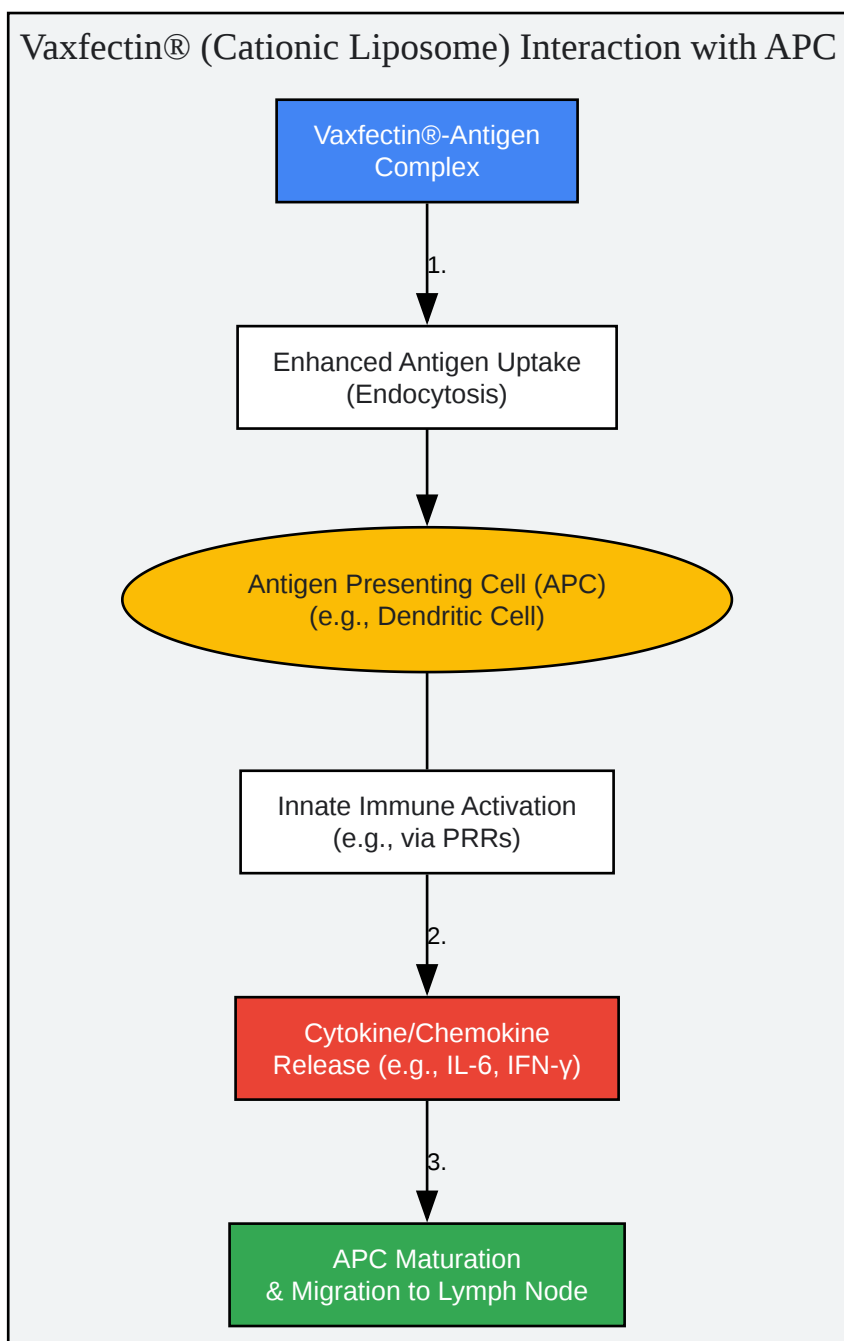 Vaxfectin® (Cationic Liposome) Interaction with APC
Vaxfectin®-Antigen
Complex
1.
Enhanced Antigen Uptake
(Endocytosis)
Antigen Presenting Cell (APC)
(e.g., Dendritic Cell)
Innate Immune Activation
(e.g., via PRRs)
2.
Cytokine/Chemokine
Release (e.g., IL-6, IFN-γ)
3.
APC Maturation
& Migration to Lymph Node